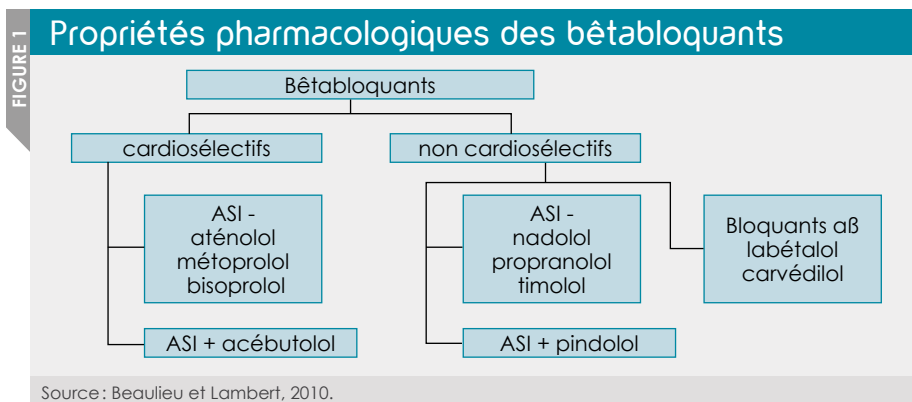 FIGURE 1
Propriétés pharmacologiques des bêtabloquants
Bêtabloquants
cardiosélectifs
non cardiosélectifs
ASI -
aténolol
métoprolol
bisoprolol
ASI + acébutolol
ASI -
nadolol
propranolol
timolol
ASI + pindolol
Bloquants aß
labétalol
carvédilol
Source : Beaulieu et Lambert, 2010.